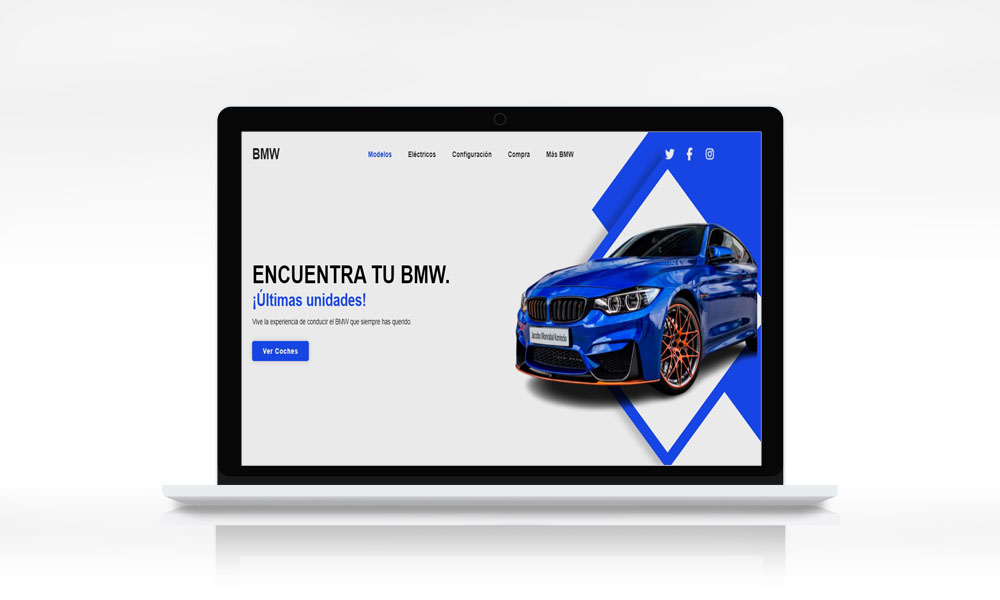 BMW
Modelos Eléctricos Configuración Compra Más BMW
ENCUENTRA TU BMW.
¡Últimas unidades!
Vive la experiencia de conducir el BMW que siempre has querido.
Ver Coches